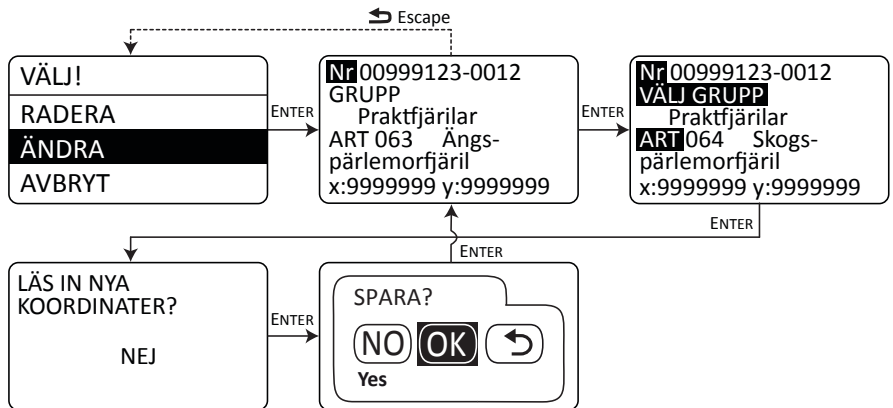 Escape
VÄLJ!
RADERA
ÄNDRA
AVBRYT
ENTER
Nr 00999123-0012
GRUPP
Praktfjärilar
ART 063 Ängs-
pärlemorfjäril
x:9999999 y:9999999
ENTER
Nr 00999123-0012
VÄLJ GRUPP
Praktfjärilar
ART 064 Skogs-
pärlemorfjäril
x:9999999 y:9999999
ENTER
ENTER
LÄS IN NYA
KOORDINATER?
NEJ
ENTER
SPARA?
NO OK
Yes